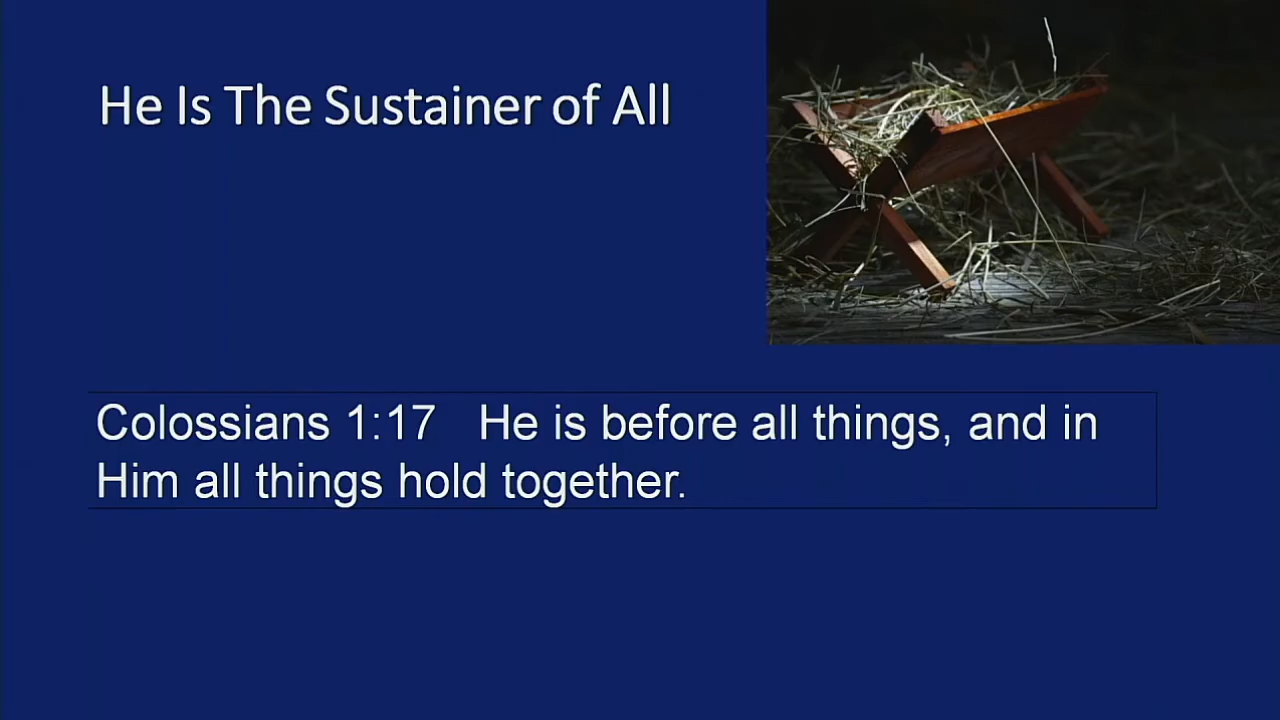 He Is The Sustainer of All
Colossians 1:17 He is before all things, and in
Him all things hold together.